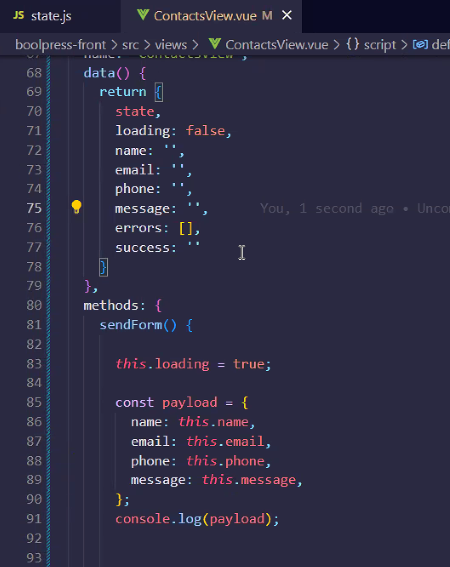 JS state.js
ContactsView.vue M ×
boolpress-front > src > views > ContactsView.vue > {} script > def
68 data() {
69 return {
70 state,
71 loading: false,
72 name: '',
73 email: '',
74 phone: '',
75 message: '', You, 1 second ago • Unco
76 errors: [],
77 success: ''
78 }
79 },
80 methods: {
81 sendForm() {
82
83 this.loading = true;
84
85 const payload = {
86 name: this.name,
87 email: this.email,
88 phone: this.phone,
89 message: this.message,
90 };
91 console.log(payload);
92
93